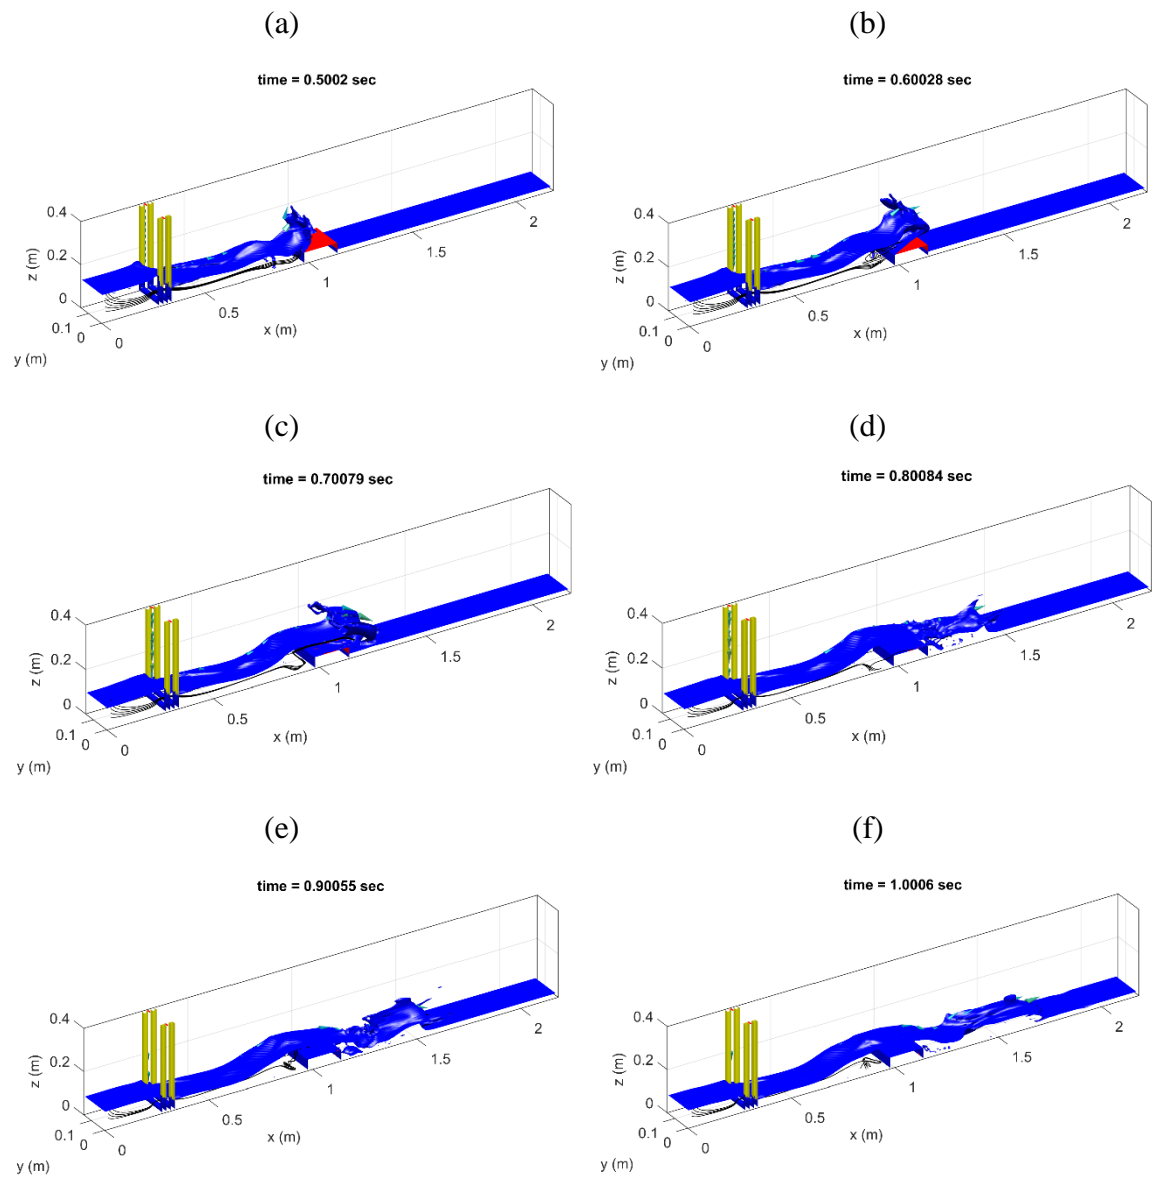 (a)
time = 0.5002 sec
0.4
0.2
0
z (m)
0.1
0
y (m)
0
0.5
1
1.5
2
x (m)
(b)
time = 0.60028 sec
0.4
0.2
0
z (m)
0.1
0
y (m)
0
0.5
1
1.5
2
x (m)
(c)
time = 0.70079 sec
0.4
0.2
0
z (m)
0.1
0
y (m)
0
0.5
1
1.5
2
x (m)
(d)
time = 0.80084 sec
0.4
0.2
0
z (m)
0.1
0
y (m)
0
0.5
1
1.5
2
x (m)
(e)
time = 0.90055 sec
0.4
0.2
0
z (m)
0.1
0
y (m)
0
0.5
1
1.5
2
x (m)
(f)
time = 1.0006 sec
0.4
0.2
0
z (m)
0.1
0
y (m)
0
0.5
1
1.5
2
x (m)